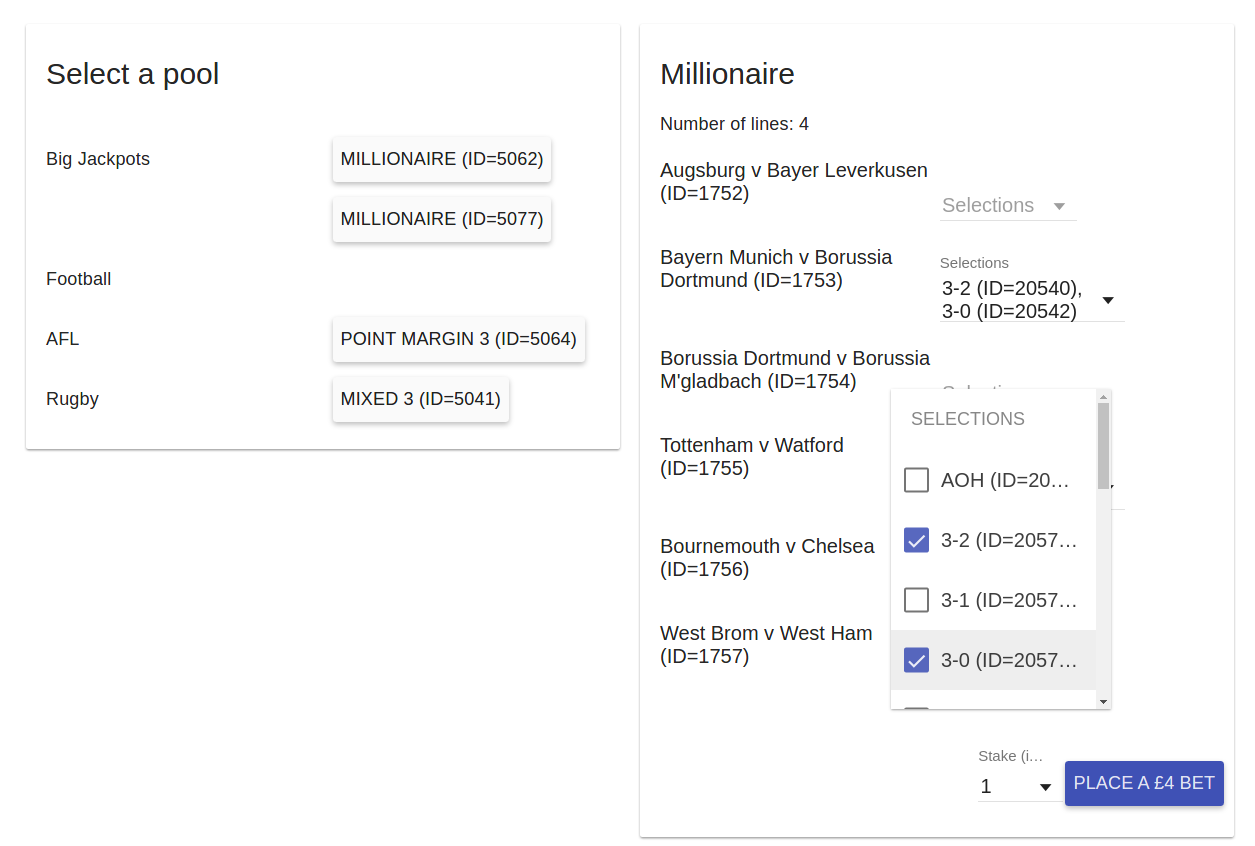 Select a pool
Big Jackpots
MILLIONAIRE (ID=5062)
MILLIONAIRE (ID=5077)
Football
AFL
POINT MARGIN 3 (ID=5064)
Rugby
MIXED 3 (ID=5041)
Millionaire
Number of lines: 4
Augsburg v Bayer Leverkusen
(ID=1752)
Selections
Bayern Munich v Borussia
Dortmund (ID=1753)
Selections
3-2 (ID=20540),
3-0 (ID=20542)
Borussia Dortmund v Borussia
M'gladbach (ID=1754)
Tottenham v Watford
(ID=1755)
Bournemouth v Chelsea
(ID=1756)
West Brom v West Ham
(ID=1757)
SELECTIONS
AOH (ID=20…
3-2 (ID=2057…
3-1 (ID=2057…
3-0 (ID=2057…
Stake (i…
1
PLACE A £4 BET